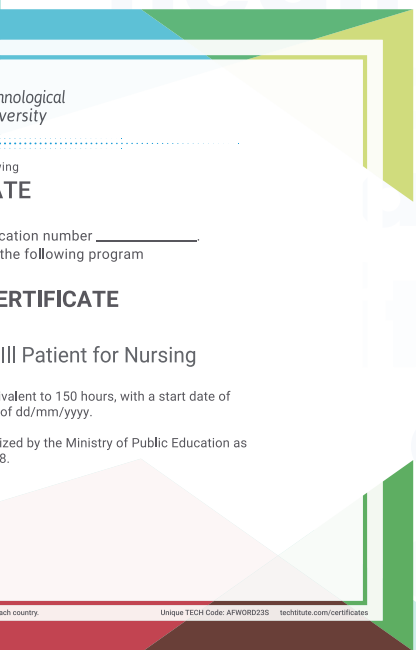 hnological
versity
ving
ATE
cation number ____________.
the following program
ERTIFICATE
Ill Patient for Nursing
valent to 150 hours, with a start date of
of dd/mm/yyyy.
ized by the Ministry of Public Education as
8.
ach country.
Unique TECH Code: AFWORD23S techtitute.com/certificates